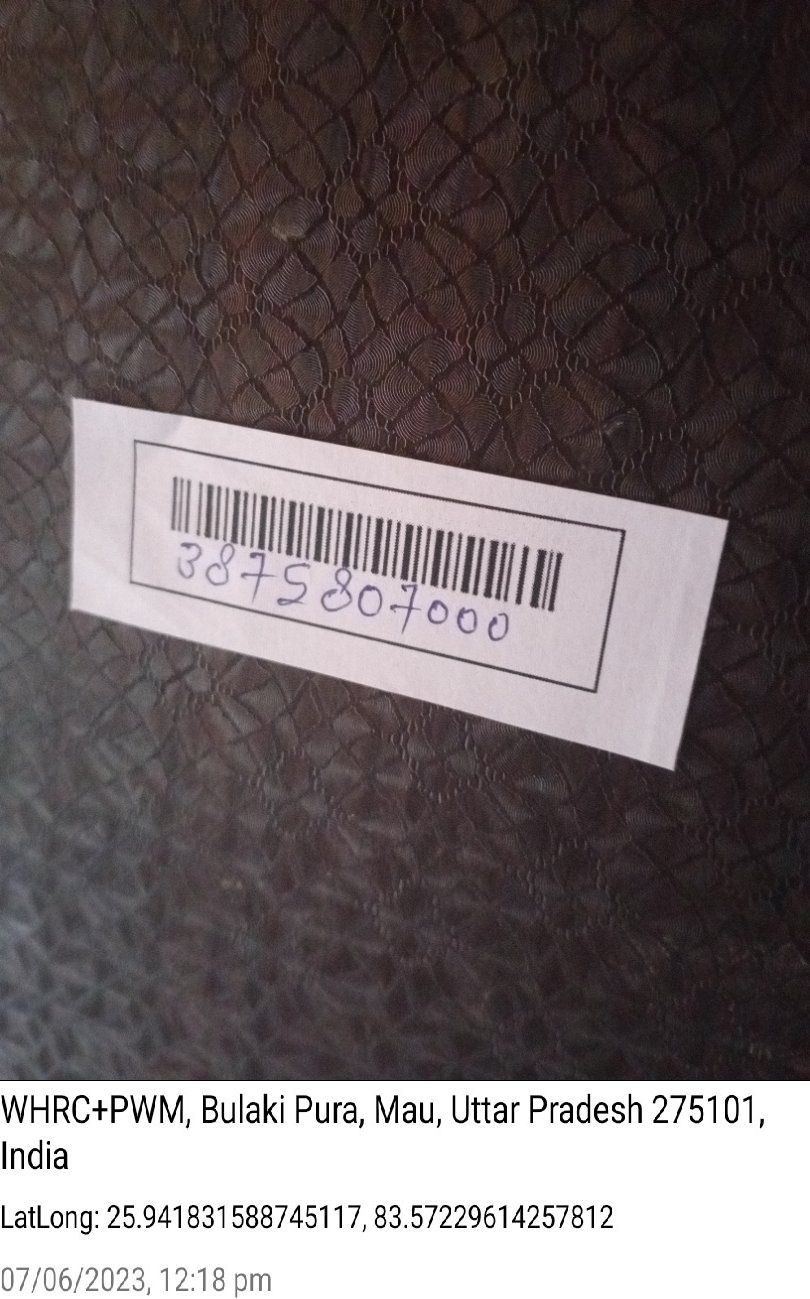 3875807000
WHRC+PWM, Bulaki Pura, Mau, Uttar Pradesh 275101,
India
LatLong: 25.941831588745117, 83.57229614257812
07/06/2023, 12:18 pm